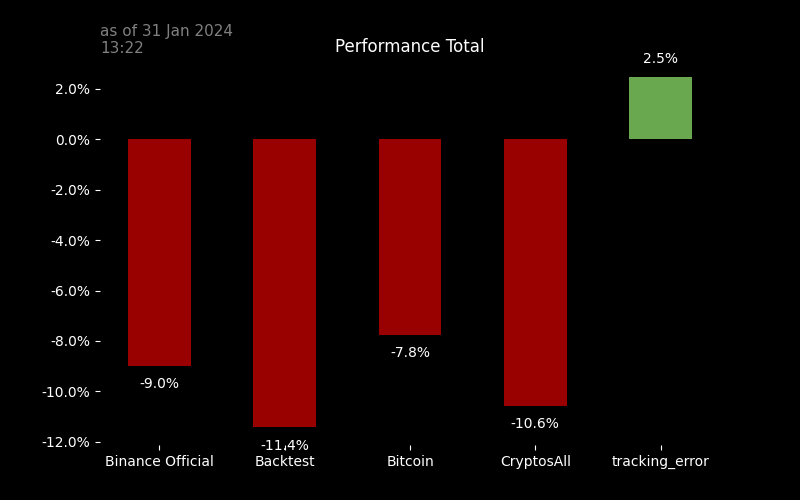 as of 31 Jan 2024
13:22
Performance Total
2.5%
2.0%
0.0%
-2.0%
-4.0%
-6.0%
-8.0%
-10.0%
-12.0%
-9.0%
-11.4%
-7.8%
-10.6%
Binance Official
Backtest
Bitcoin
CryptosAll
tracking_error